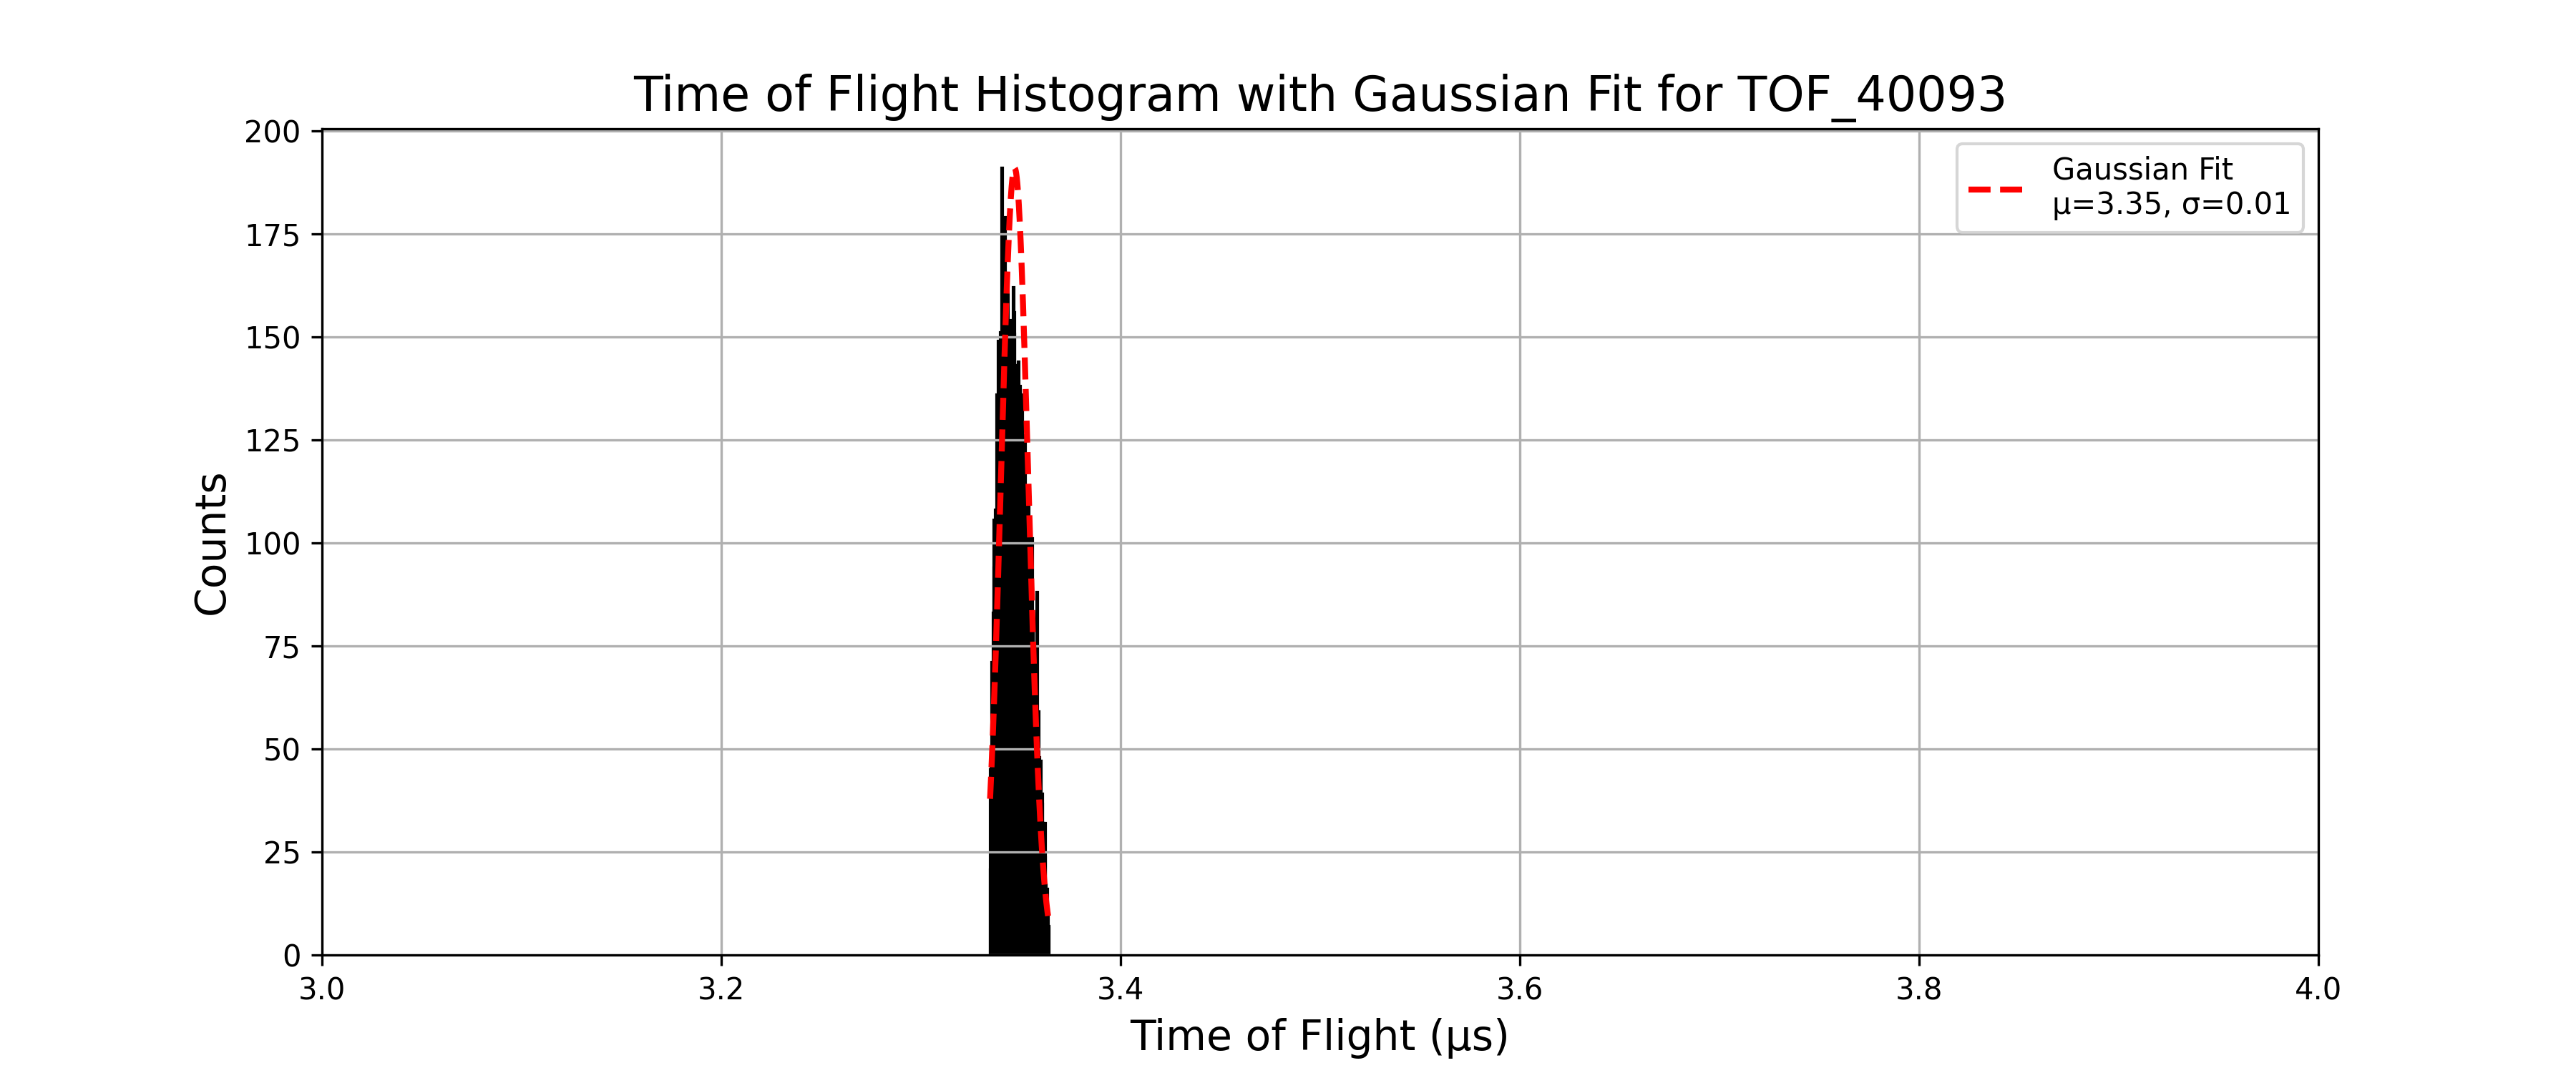 Time of Flight Histogram with Gaussian Fit for TOF_40093
200
175
150
125
100
75
50
25
0
Counts
Gaussian Fit
μ=3.35, σ=0.01
3.0 3.2 3.4 3.6 3.8 4.0
Time of Flight (μs)